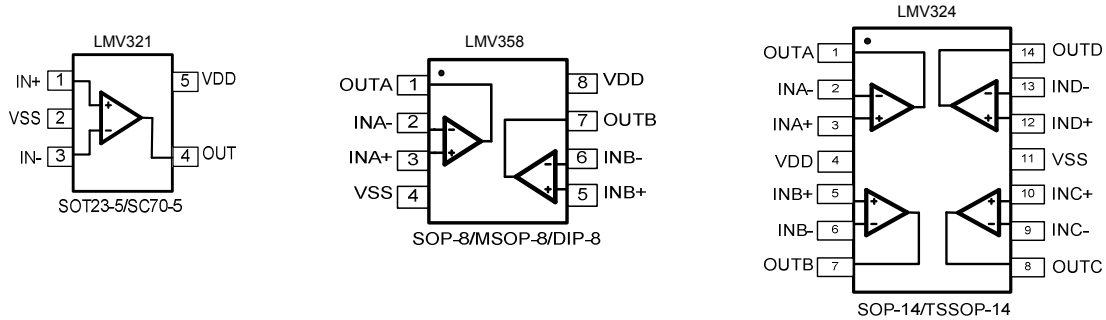 LMV321
IN+ 1
5 VDD
VSS 2
IN- 3
4 OUT
+
-
SOT23-5/SC70-5
LMV358
OUTA 1
8 VDD
INA- 2
7 OUTB
INA+ 3
6 INB-
VSS 4
5 INB+
-
+
-
+
SOP-8/MSOP-8/DIP-8
LMV324
OUTA 1
14 OUTD
INA- 2
13 IND-
INA+ 3
12 IND+
VDD 4
11 VSS
INB+ 5
10 INC+
INB- 6
9 INC-
OUTB 7
8 OUTC
-
+
-
+
+
-
+
-
SOP-14/TSSOP-14